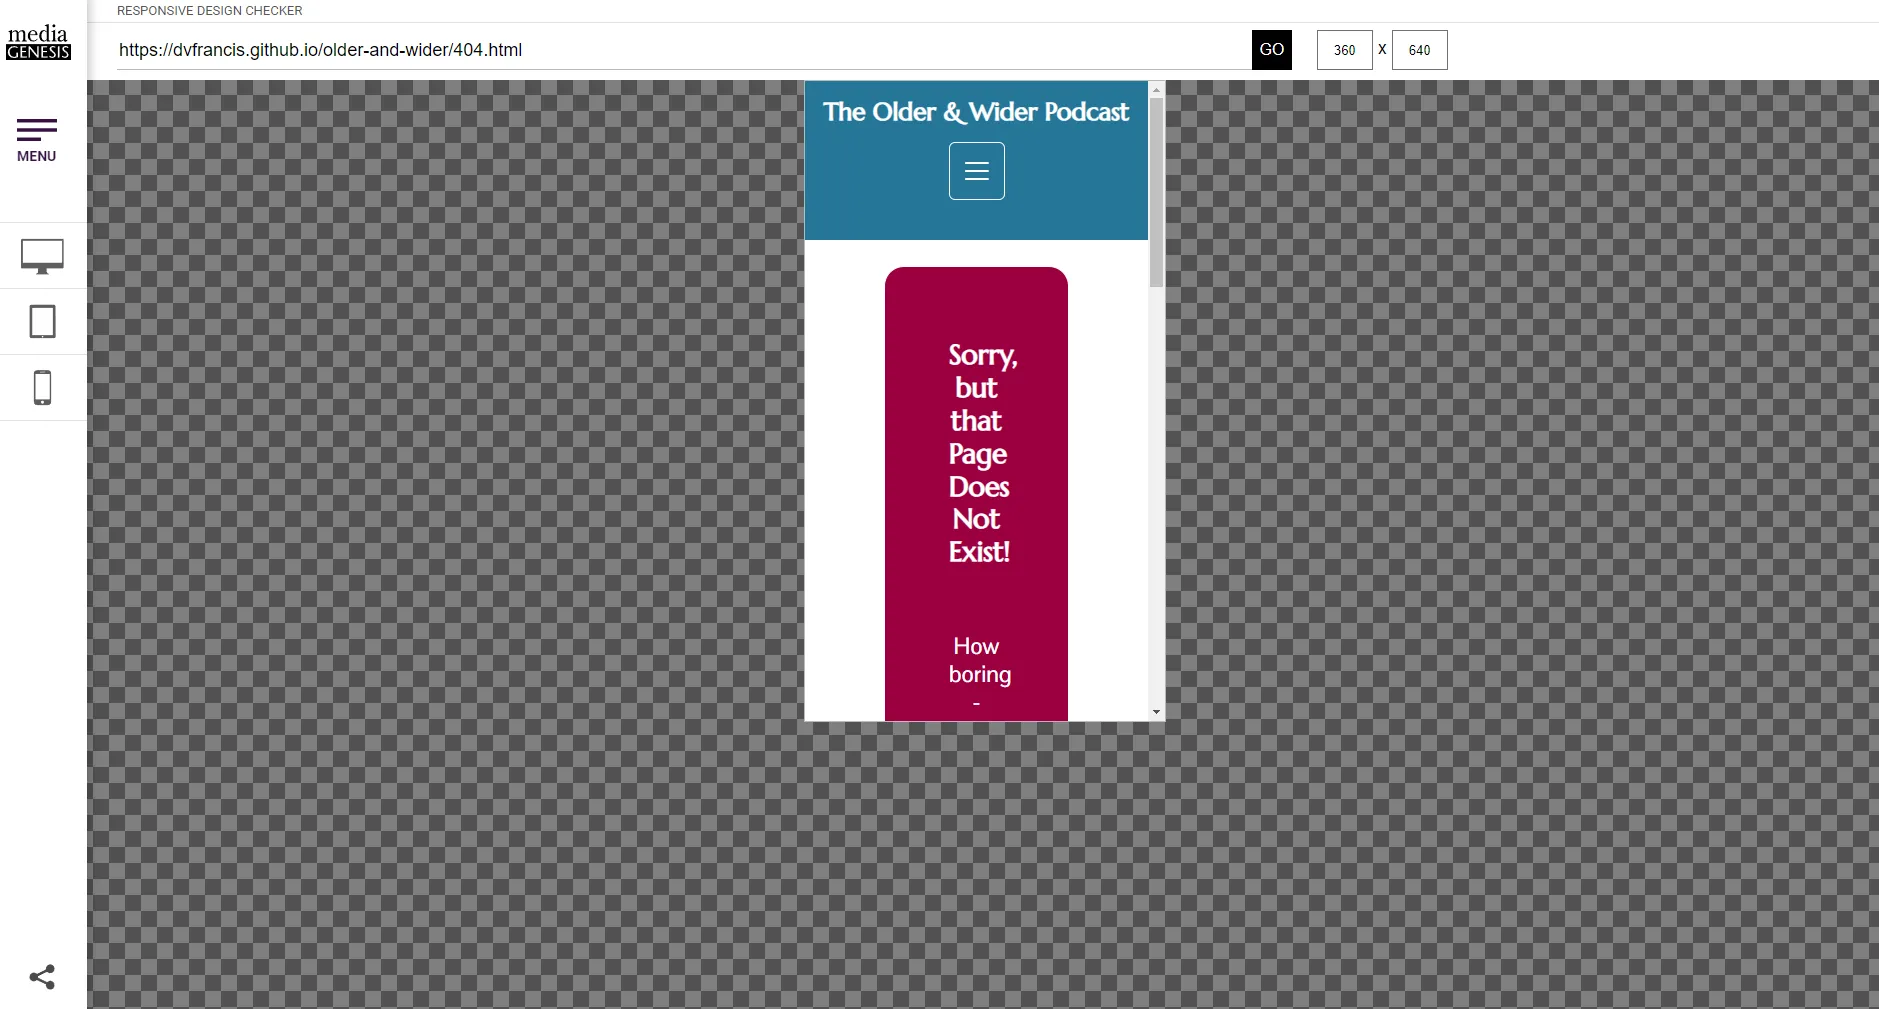 RESPONSIVE DESIGN CHECKER
media
GENESIS
https://dvfrancis.github.io/older-and-wider/404.html
GO
360 X 640
MENU
The Older & Wider Podcast
Sorry,
but
that
Page
Does
Not
Exist!
How
boring
-